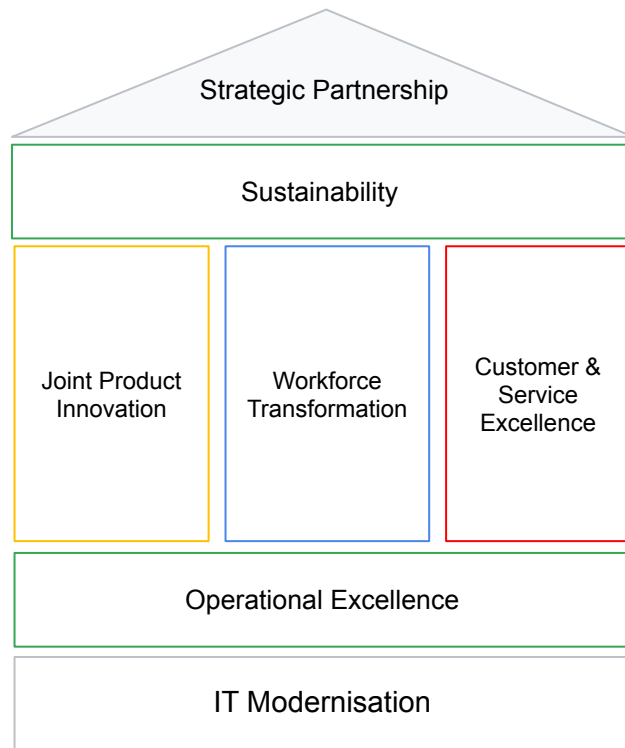 Strategic Partnership
Sustainability
Joint Product
Innovation
Workforce
Transformation
Customer &
Service
Excellence
Operational Excellence
IT Modernisation